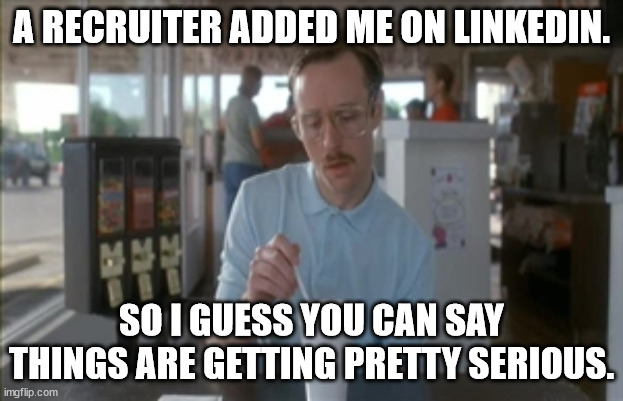 A RECRUITER ADDED ME ON LINKEDIN.
SO I GUESS YOU CAN SAY
THINGS ARE GETTING PRETTY SERIOUS.
imgflip.com